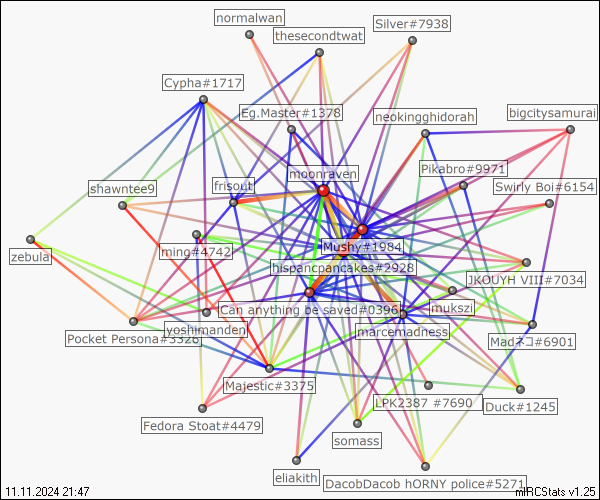 normalwan
Silver#7938
thesecondtwat
Cypha#1717
Eg.Master#1378
neokingghidorah
bigcitysamurai
moonraven
Pikabro#9971
shawntee9
frisout
Swirly Boi#6154
Mushy#1984
zebula
ming#4742
hispancpancakes#2928
JKOUYH VIII#7034
Can anything be saved#0396
mukszi
yoshimanden
marcemadness
Pocket Persona#3328
Madネコ#6901
Majestic#3375
LPK2387 #7690
Duck#1245
Fedora Stoat#4479
somass
eliakith
DacobDacob hORNY police#5271
11.11.2024 21:47
mIRCStats v1.25